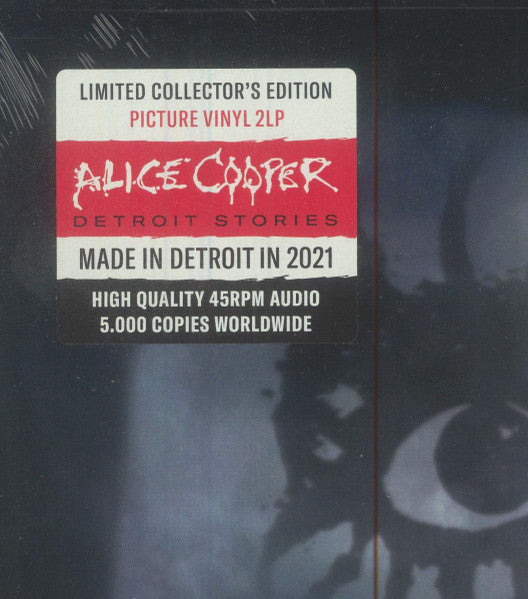 LIMITED COLLECTOR'S EDITION
PICTURE VINYL 2LP
ALICE COOPER
DETROIT STORIES
MADE IN DETROIT IN 2021
HIGH QUALITY 45RPM AUDIO
5.000 COPIES WORLDWIDE